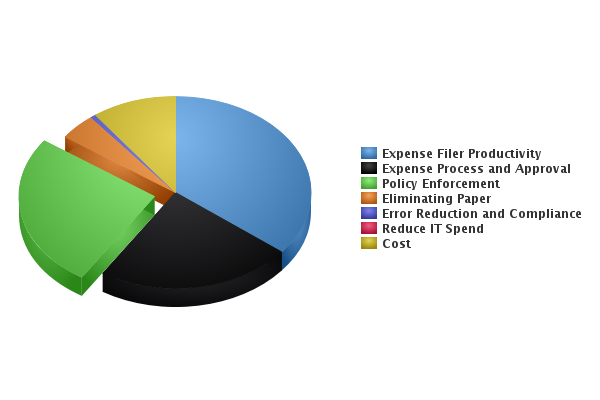 Expense Filer Productivity
Expense Process and Approval
Policy Enforcement
Eliminating Paper
Error Reduction and Compliance
Reduce IT Spend
Cost